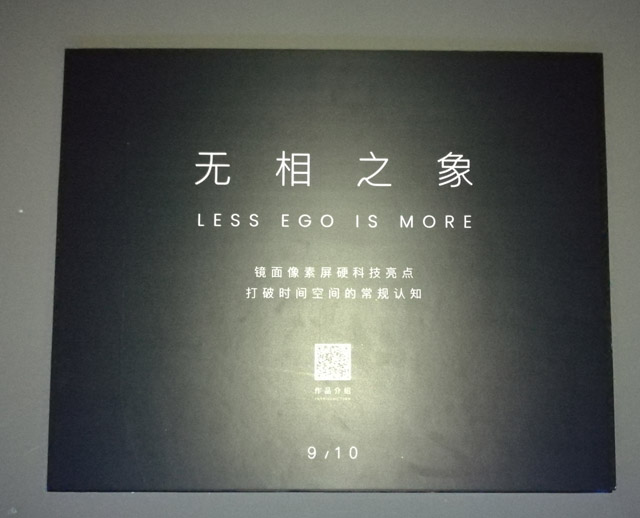 无相之象
LESS EGO IS MORE
镜面像素屏硬科技亮点
打破时间空间的常规认知
作品介绍
9/10